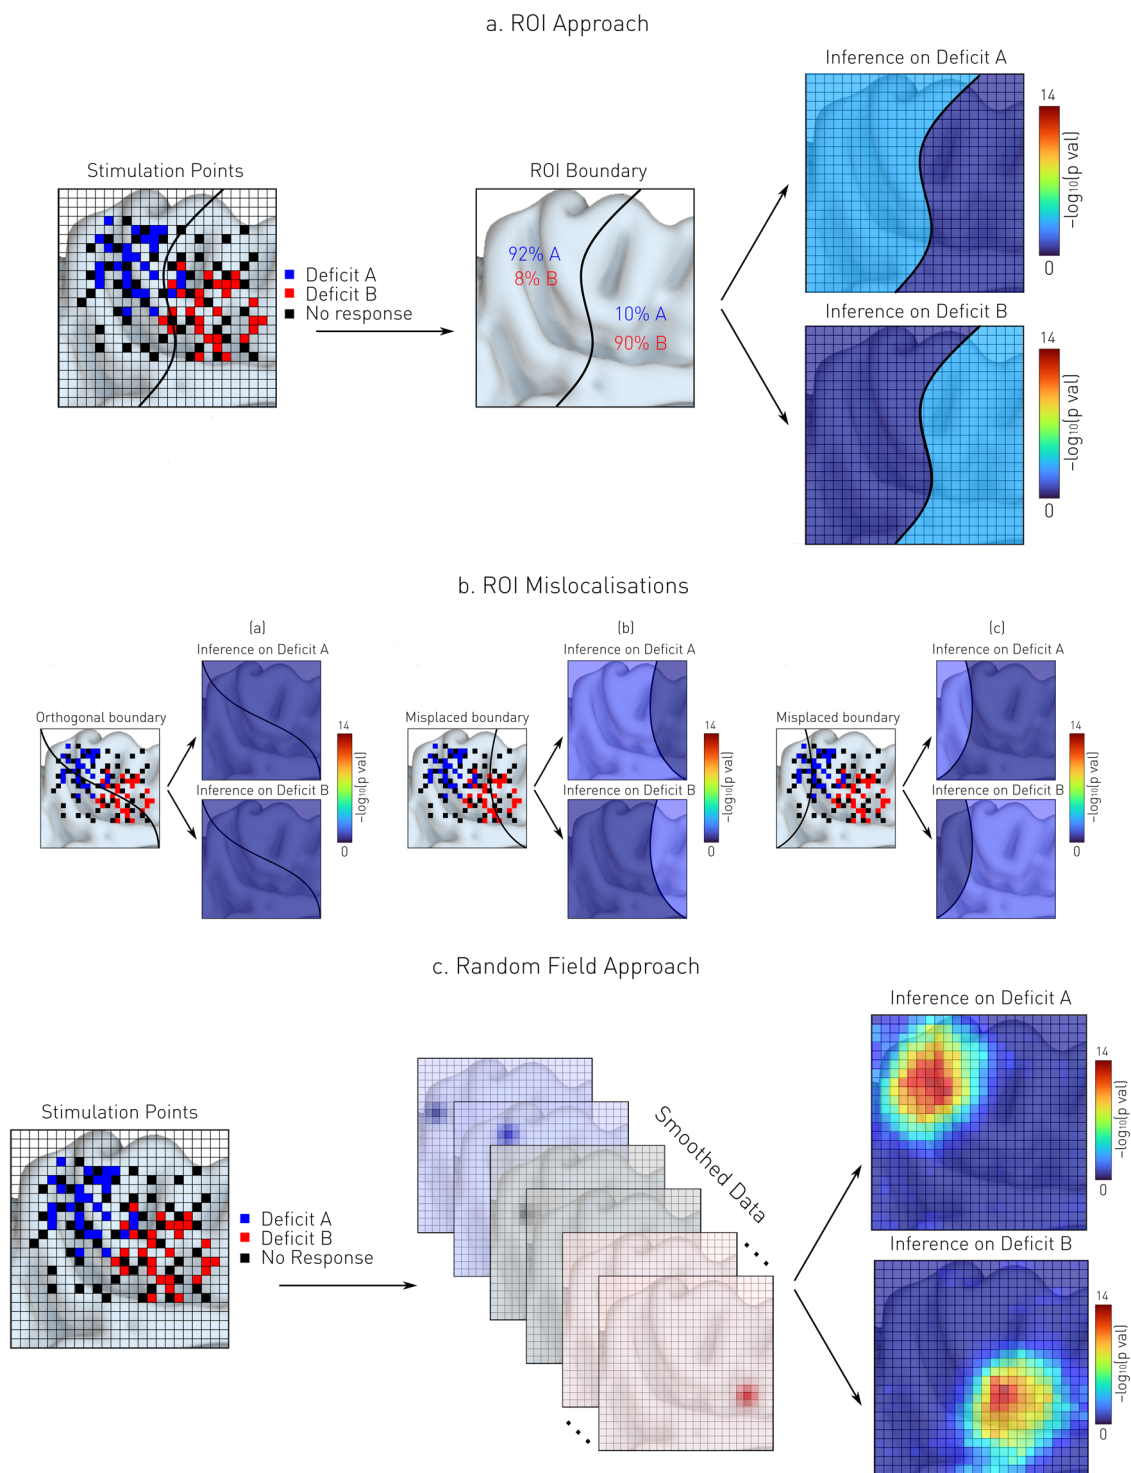 a. ROI Approach
Inference on Deficit A
14
−log₁₀(p val)
0
Stimulation Points
Deficit A
Deficit B
No response
ROI Boundary
92% A
8% B
10% A
90% B
Inference on Deficit B
14
−log₁₀(p val)
0
b. ROI Mislocalisations
(a)
Inference on Deficit A
Orthogonal boundary
14
−log₁₀(p val)
0
Inference on Deficit B
(b)
Inference on Deficit A
Misplaced boundary
14
−log₁₀(p val)
0
Inference on Deficit B
(c)
Inference on Deficit A
Misplaced boundary
14
−log₁₀(p val)
0
Inference on Deficit B
c. Random Field Approach
Stimulation Points
Deficit A
Deficit B
No Response
Smoothed Data
Inference on Deficit A
14
−log₁₀(p val)
0
Inference on Deficit B
14
−log₁₀(p val)
0